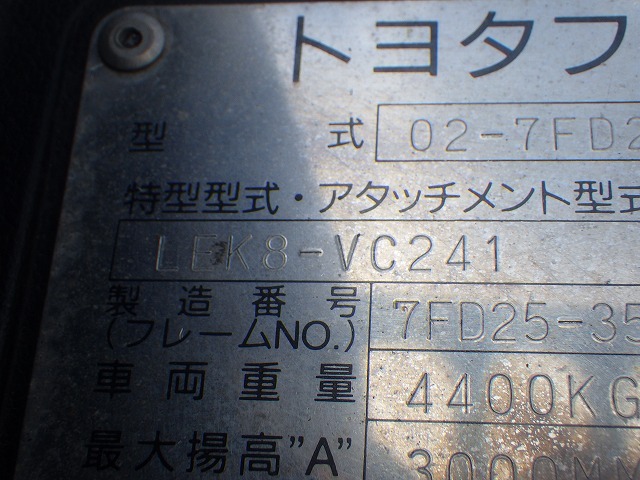 トヨタフ
型 式 02-7FD2
特型型式・アタッチメント型式
LEK8-VC241
製造番号 7FD25-35
(フレームNO.)
車両重量 4400KG
最大揚高"A" 3000MM